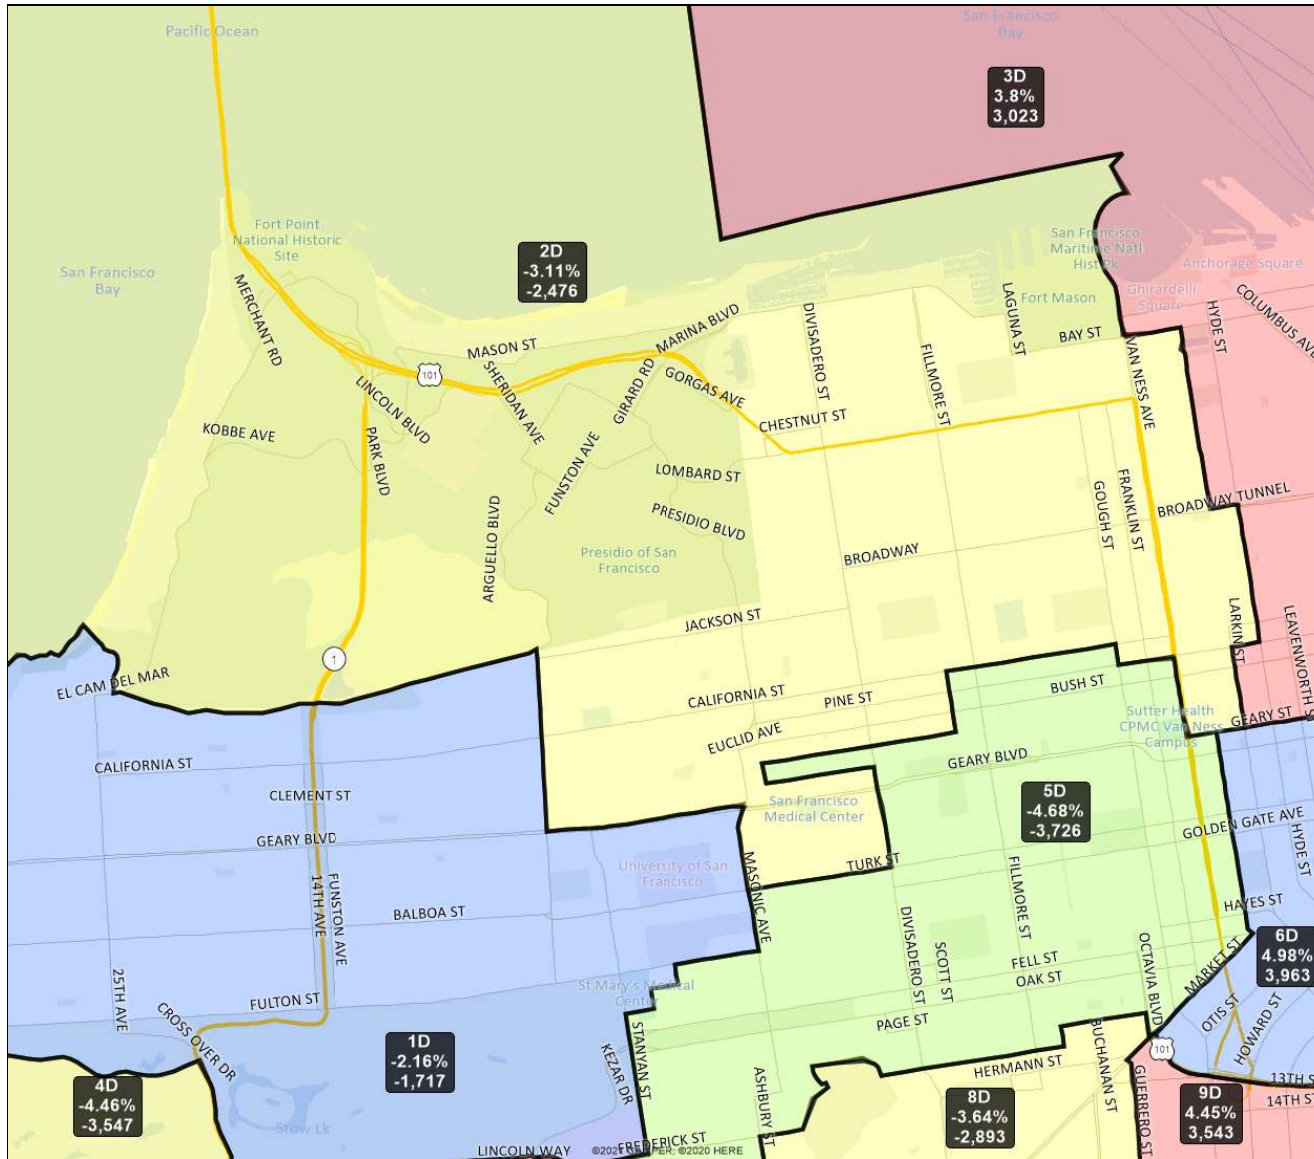 Pacific Ocean
San Francisco
Bay
3D
3.8%
3,023
Fort Point
National Historic
Site
2D
-3.11%
-2,476
San Francisco
Maritime Natl
Hist Pk
Anchorage Square
San Francisco
Bay
Ghirardelli
Square
Fort Mason
MERCHANT RD
MASON ST
MARINA BLVD
DIVISADERO ST
FILLMORE ST
LAGUNA ST
BAY ST
VAN NESS AVE
HYDE ST
COLUMBUS AVE
101
LINCOLN BLVD
SHERIDAN AVE
GIRARD RD
GORGAS AVE
CHESTNUT ST
KOBBE AVE
PARK BLVD
FUNSTON AVE
LOMBARD ST
PRESIDIO BLVD
ARGUELLO BLVD
Presidio of San
Francisco
BROADWAY
GOUGH ST
FRANKLIN ST
BROADWAY TUNNEL
JACKSON ST
LARKIN ST
LEAVENWORTH S
1
EL CAM DEL MAR
CALIFORNIA ST
PINE ST
BUSH ST
EUCLID AVE
Sutter Health
CPMC Van Ness
Campus
GEARY ST
CALIFORNIA ST
CLEMENT ST
GEARY BLVD
GEARY BLVD
San Francisco
Medical Center
5D
-4.68%
-3,726
GOLDEN GATE AVE
HYDE ST
University of San
Francisco
MASONIC AVE
TURK ST
FILLMORE ST
14TH AVE
FUNSTON AVE
BALBOA ST
DIVISADERO ST
SCOTT ST
HAYES ST
OCTAVIA BLVD
MARKET ST
6D
4.98%
3,963
25TH AVE
FULTON ST
CROSS OVER DR
St Mary's Medical
Center
FELL ST
OAK ST
PAGE ST
OTIS ST
HOWARD ST
1D
-2.16%
-1,717
KEZAR DR
STANYAN ST
BUCHANAN ST
101
4D
-4.46%
-3,547
Stow Lk
ASHBURY ST
HERMANN ST
8D
-3.64%
-2,893
GUERRERO ST
9D
4.45%
3,543
13TH S
14TH ST
LINCOLN WAY
FREDERICK ST
©2021 CALIPER; ©2020 HERE